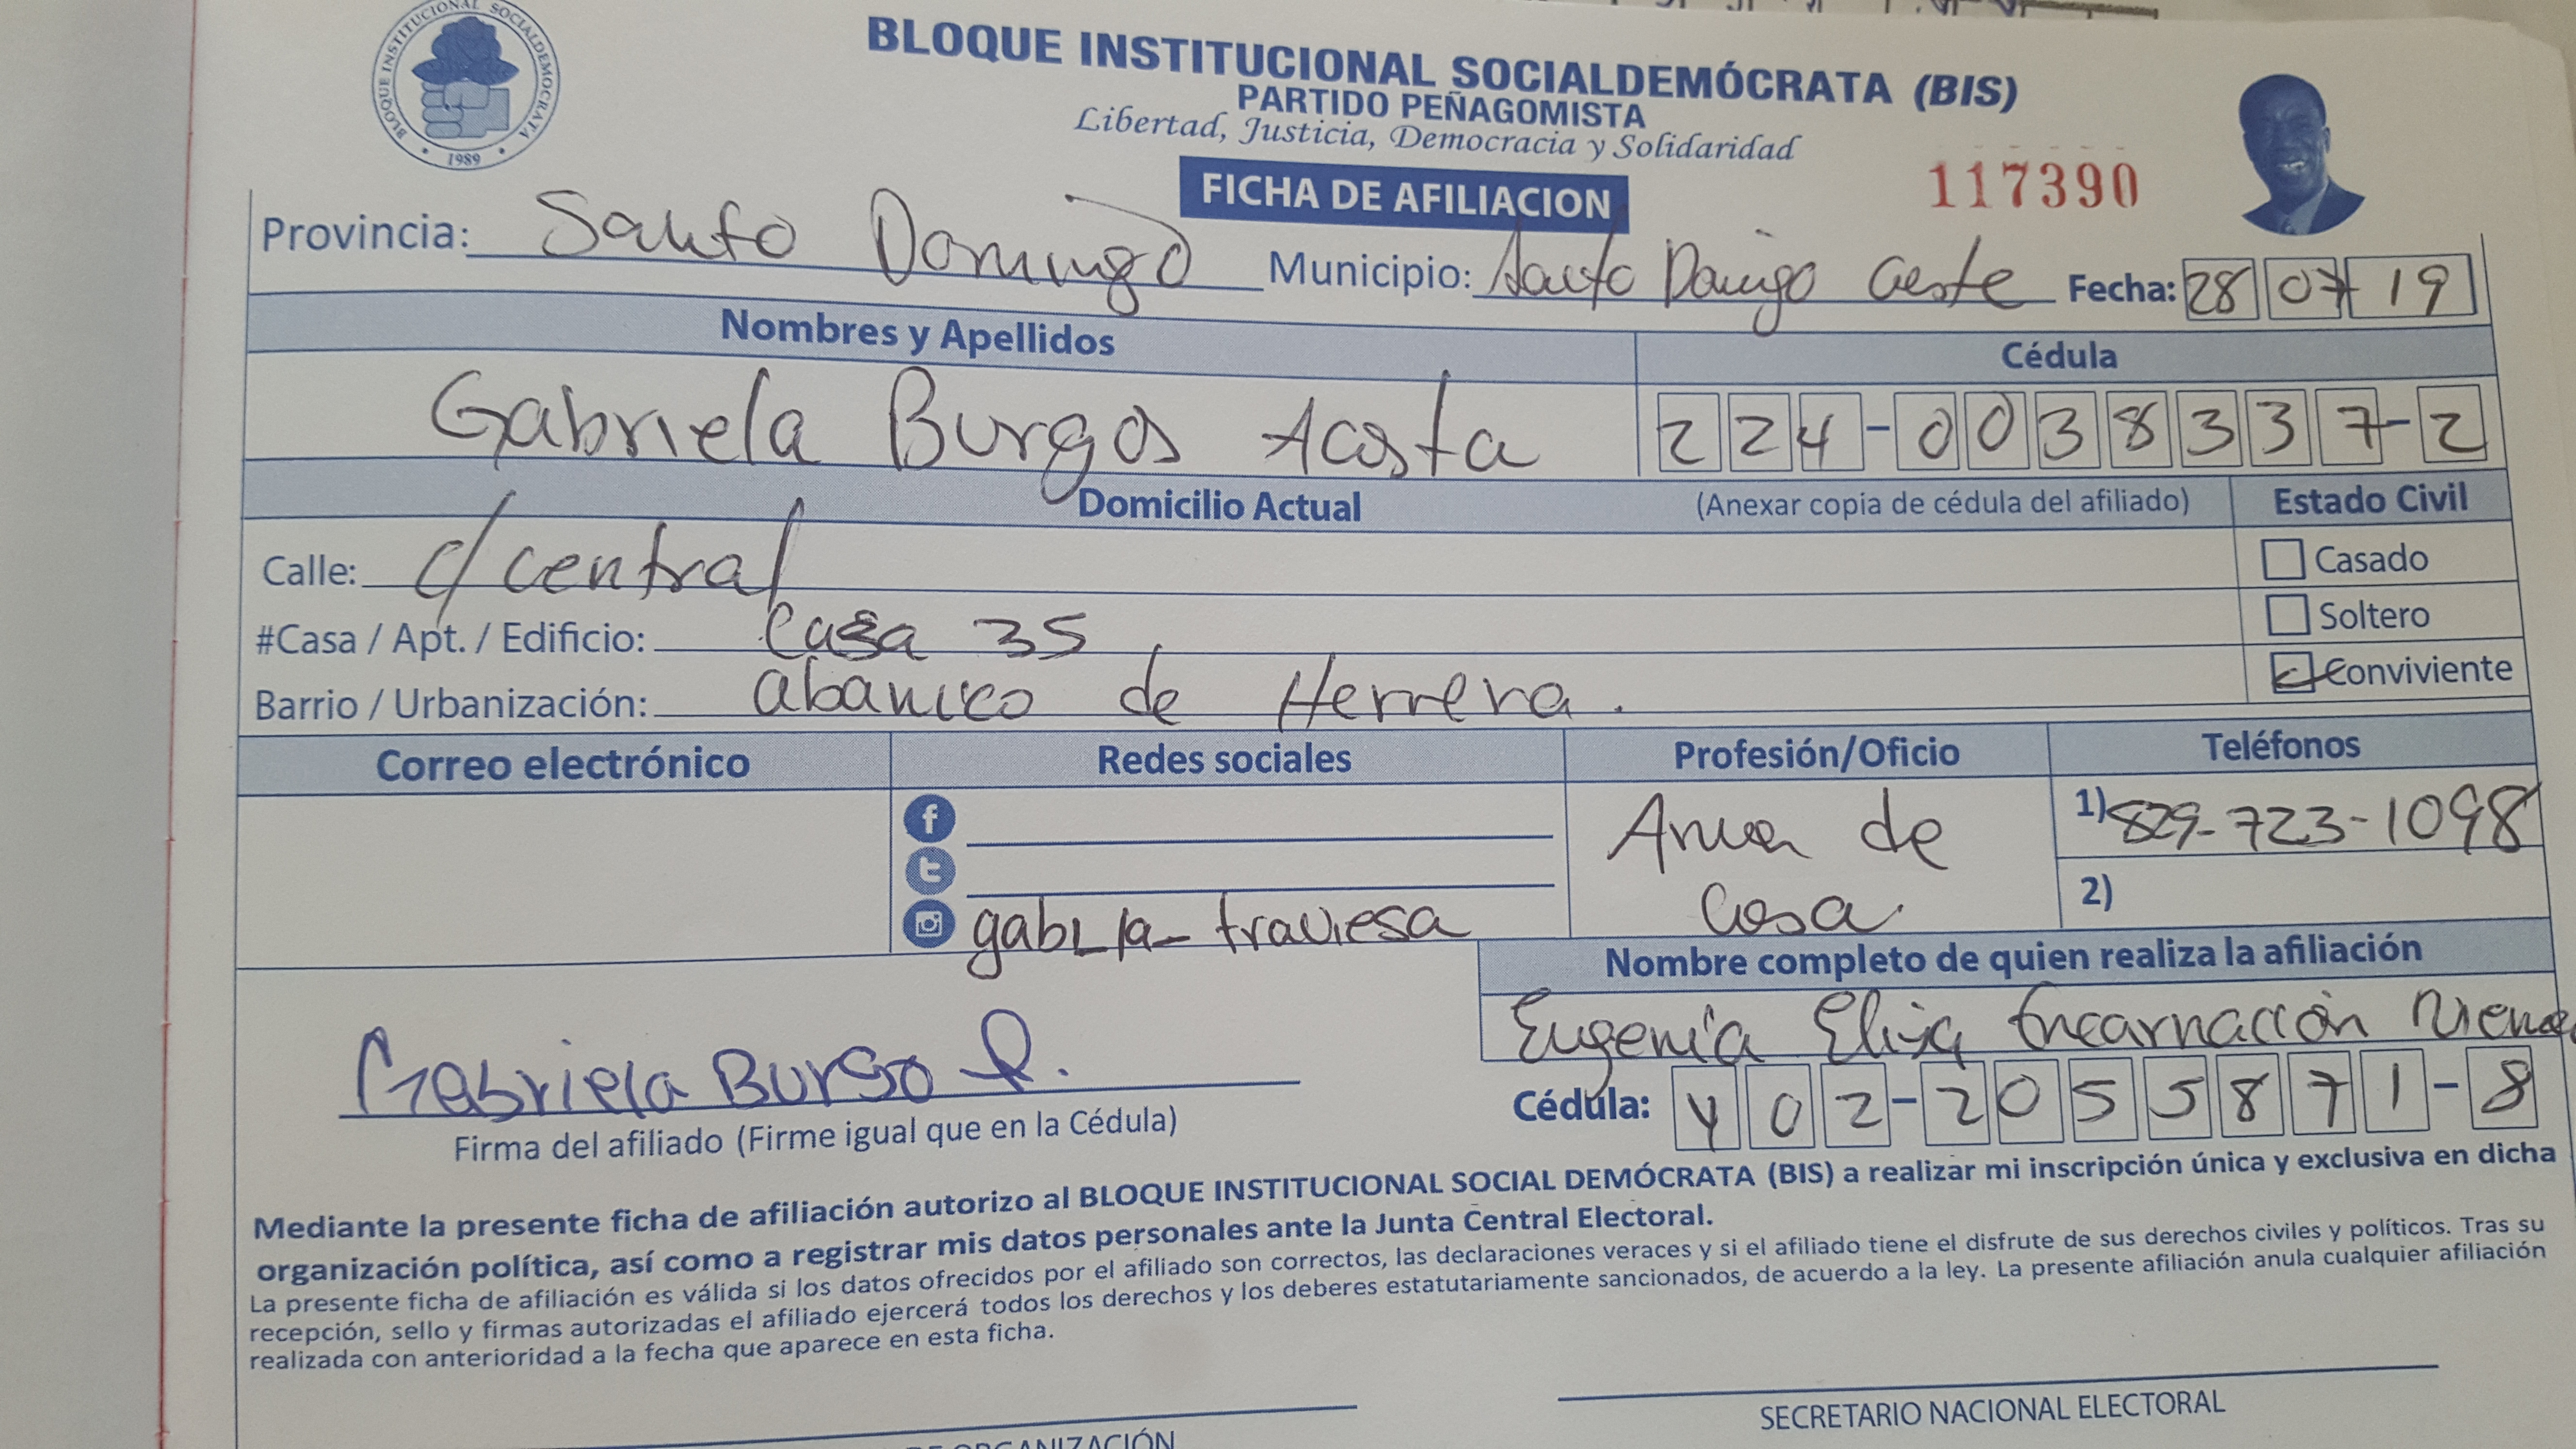 BLOQUE INSTITUCIONAL SOCIALDEMÓCRATA
1989
BLOQUE INSTITUCIONAL SOCIALDEMÓCRATA (BIS)
PARTIDO PEÑAGOMISTA
Libertad, Justicia, Democracia y Solidaridad
FICHA DE AFILIACION
117390
Provincia: Santo Domingo Municipio: Santo Domingo Oeste Fecha: 28 07 19
Nombres y Apellidos Cédula
Gabriela Burgos Acosta 224-0038337-2
Domicilio Actual (Anexar copia de cédula del afiliado) Estado Civil
Calle: c/ central Casado
#Casa / Apt. / Edificio: Casa 35 Soltero
Barrio / Urbanización: abanico de Herrera. Conviviente
Correo electrónico Redes sociales Profesión/Oficio Teléfonos
Ama de 1) 829-723-1098
Casa. 2)
traviesa
Nombre completo de quien realiza la afiliación
Eugenia Elisa Encarnación
Gabriela Burgo Cédula: 402-2055871-8
Firma del afiliado (Firme igual que en la Cédula)
Mediante la presente ficha de afiliación autorizo al BLOQUE INSTITUCIONAL SOCIAL DEMÓCRATA (BIS) a realizar mi inscripción única y exclusiva en dicha
organización política, así como a registrar mis datos personales ante la Junta Central Electoral.
La presente ficha de afiliación es válida si los datos ofrecidos por el afiliado son correctos, las declaraciones veraces y si el afiliado tiene el disfrute de sus derechos civiles y políticos. Tras su
recepción, sello y firmas autorizadas el afiliado ejercerá todos los derechos y los deberes estatutariamente sancionados, de acuerdo a la ley. La presente afiliación anula cualquier afiliación
realizada con anterioridad a la fecha que aparece en esta ficha.
SECRETARIO NACIONAL ELECTORAL
ORGANIZACIÓN